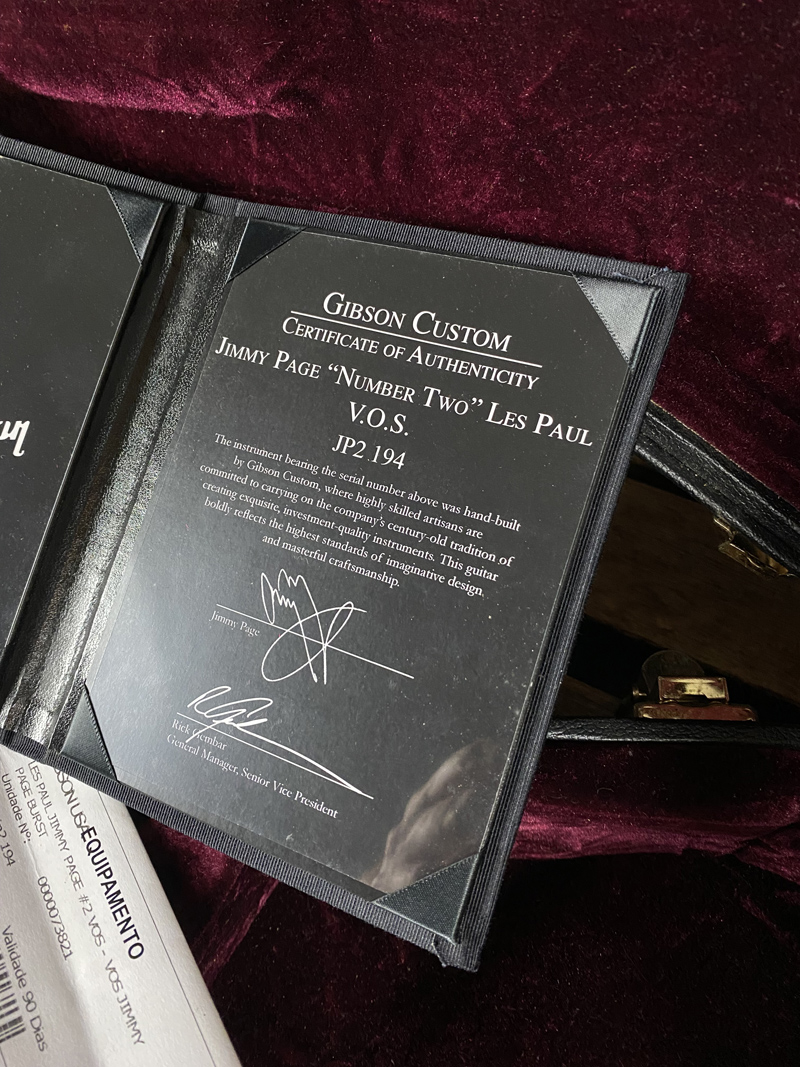 GIBSON CUSTOM
CERTIFICATE OF AUTHENTICITY
JIMMY PAGE “NUMBER TWO” LES PAUL
V.O.S.
JP2 194
The instrument bearing the serial number above was hand-built
by Gibson Custom, where highly skilled artisans are
committed to carrying on the company's century-old tradition of
creating exquisite, investment-quality instruments. This guitar
boldly reflects the highest standards of imaginative design,
and masterful craftsmanship.
Jimmy Page
Rick Gembar
General Manager, Senior Vice President
EQUIPAMENTO
LES PAUL JIMMY PAGE #2 VOS - VOS JIMMY
PAGE BURST
Unidade No.: 0000073821
194
Validade 90 Dias